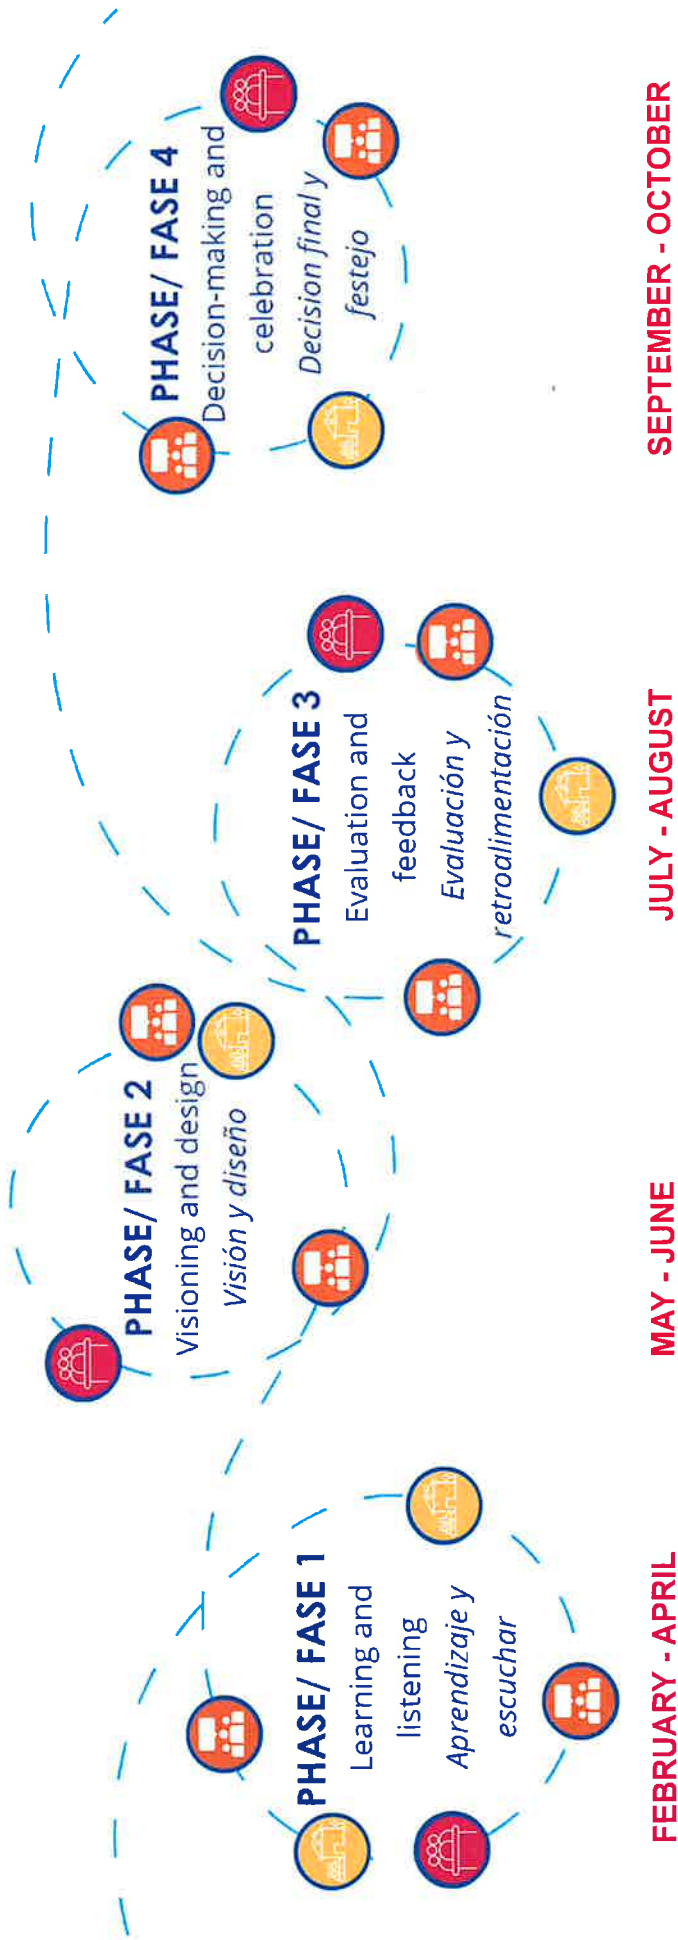 PHASE/ FASE 1
Learning and
listening
Aprendizaje y
escuchar
FEBRUARY - APRIL
PHASE/ FASE 2
Visioning and design
Visión y diseño
MAY - JUNE
PHASE/ FASE 3
Evaluation and
feedback
Evaluación y
retroalimentación
JULY - AUGUST
PHASE/ FASE 4
Decision-making and
celebration
Decision final y
festejo
SEPTEMBER - OCTOBER